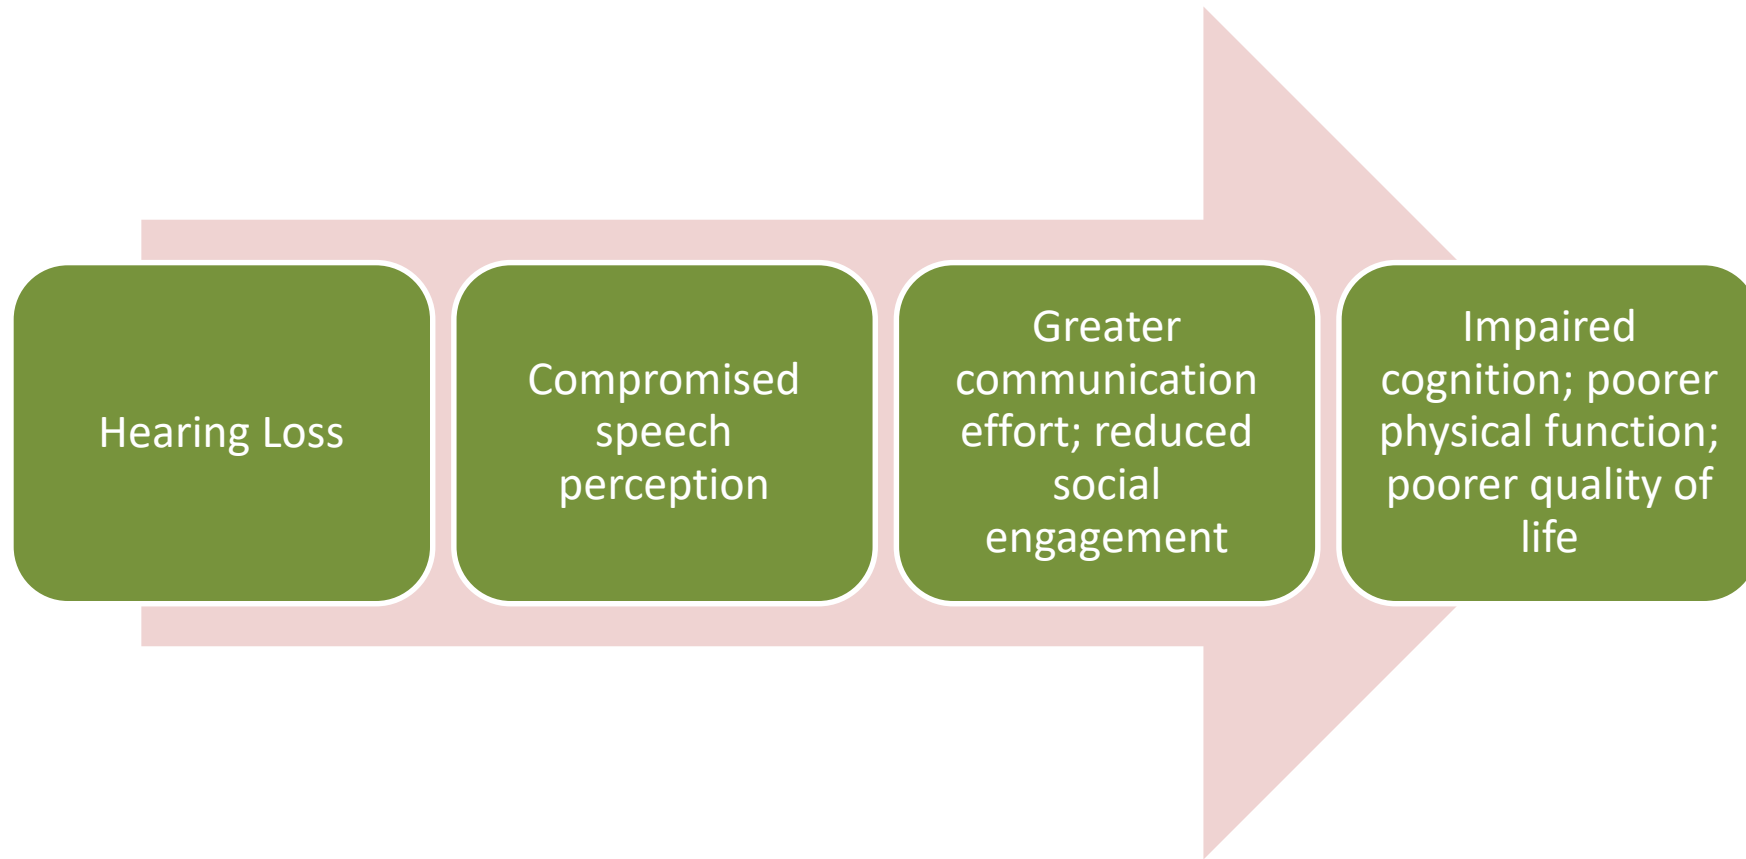 Hearing Loss
Compromised
speech
perception
Greater
communication
effort; reduced
social
engagement
Impaired
cognition; poorer
physical function;
poorer quality of
life